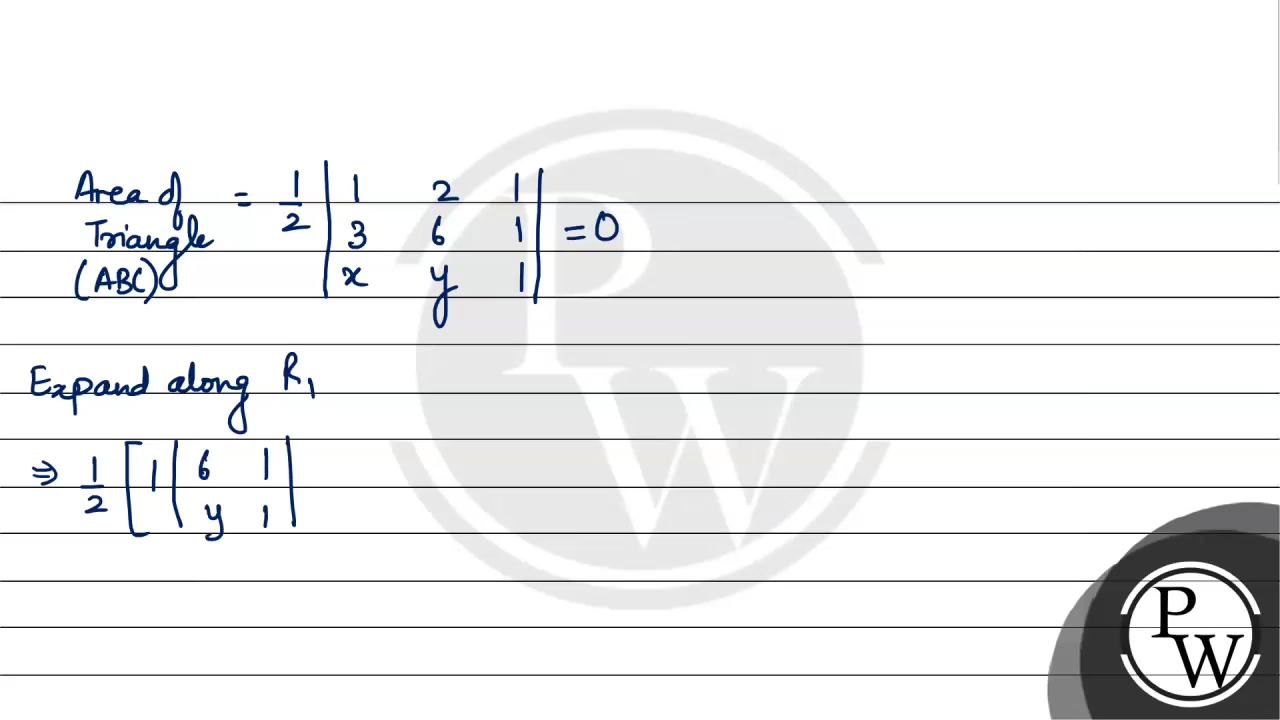 Area of = 1/2 | 1 2 1 |
Triangle | 3 6 1 | = 0
(ABC) | x y 1 |
Expand along R₁
⇒ 1/2 [ 1 | 6 1 |
| y 1 |
P
W
P
W